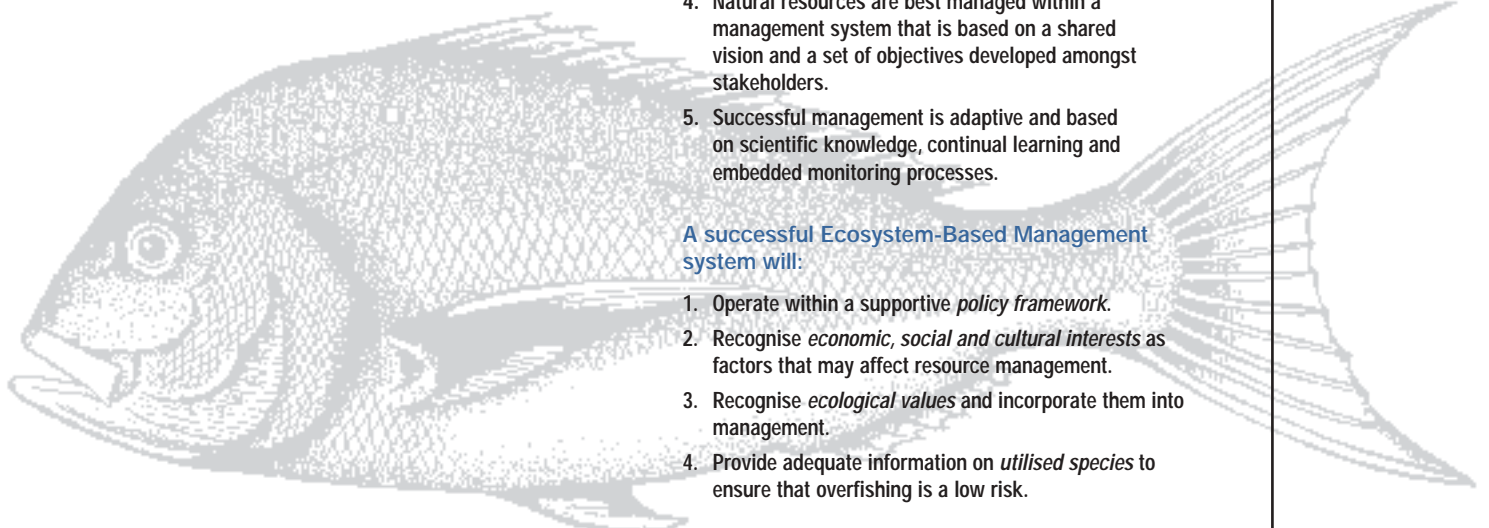 4. Natural resources are best managed within a
management system that is based on a shared
vision and a set of objectives developed amongst
stakeholders.
5. Successful management is adaptive and based
on scientific knowledge, continual learning and
embedded monitoring processes.
A successful Ecosystem-Based Management
system will:
1. Operate within a supportive policy framework.
2. Recognise economic, social and cultural interests as
factors that may affect resource management.
3. Recognise ecological values and incorporate them into
management.
4. Provide adequate information on utilised species to
ensure that overfishing is a low risk.